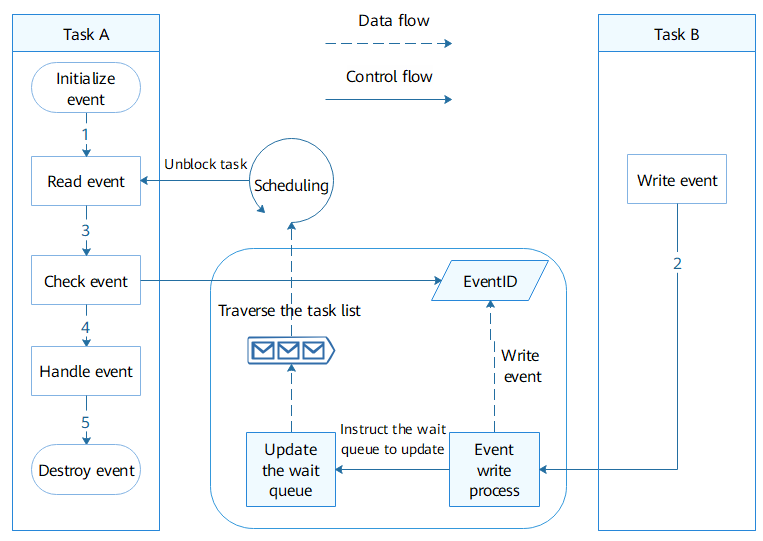 Task A
Initialize
event
1
Read event
3
Check event
4
Handle event
5
Destroy event
Data flow
Control flow
Unblock task
Scheduling
Traverse the task list
EventID
Write
event
Update
the wait
queue
Instruct the wait
queue to update
Event
write
process
Task B
Write event
2